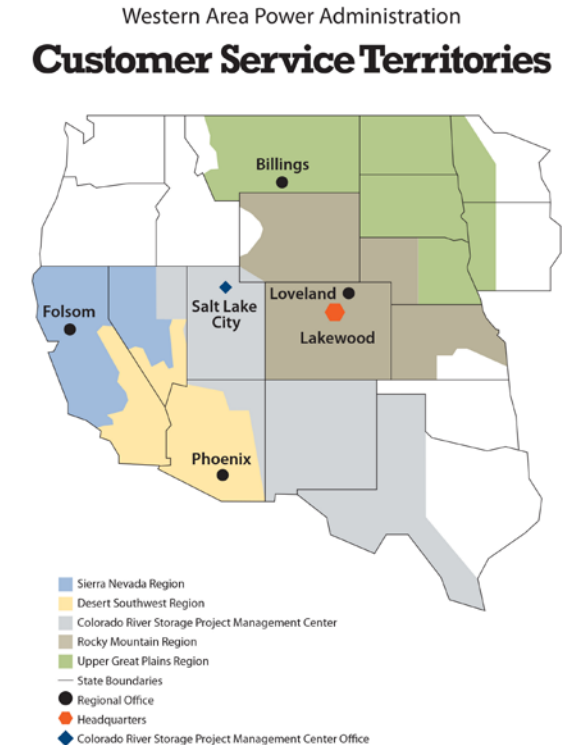 Western Area Power Administration
Customer Service Territories
Billings
Loveland
Salt Lake
City
Folsom
Lakewood
Phoenix
Sierra Nevada Region
Desert Southwest Region
Colorado River Storage Project Management Center
Rocky Mountain Region
Upper Great Plains Region
State Boundaries
Regional Office
Headquarters
Colorado River Storage Project Management Center Office